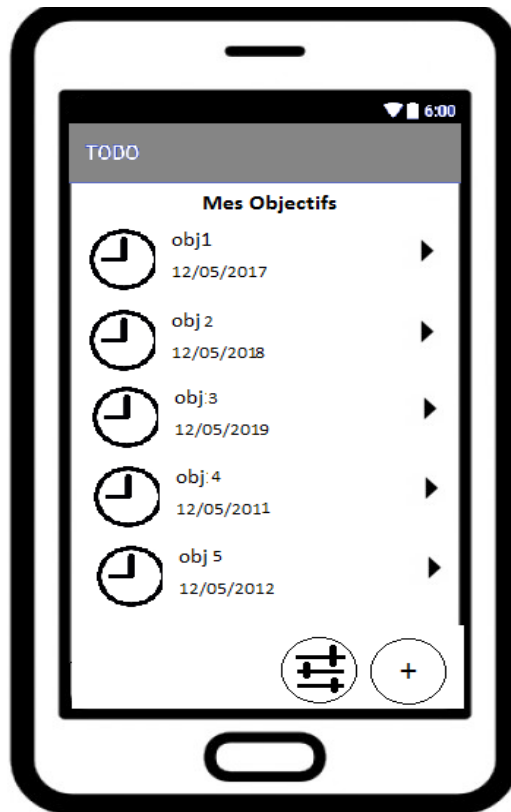 6:00
TODO
Mes Objectifs
obj1
12/05/2017
obj 2
12/05/2018
obj:3
12/05/2019
obj:4
12/05/2011
obj 5
12/05/2012
+